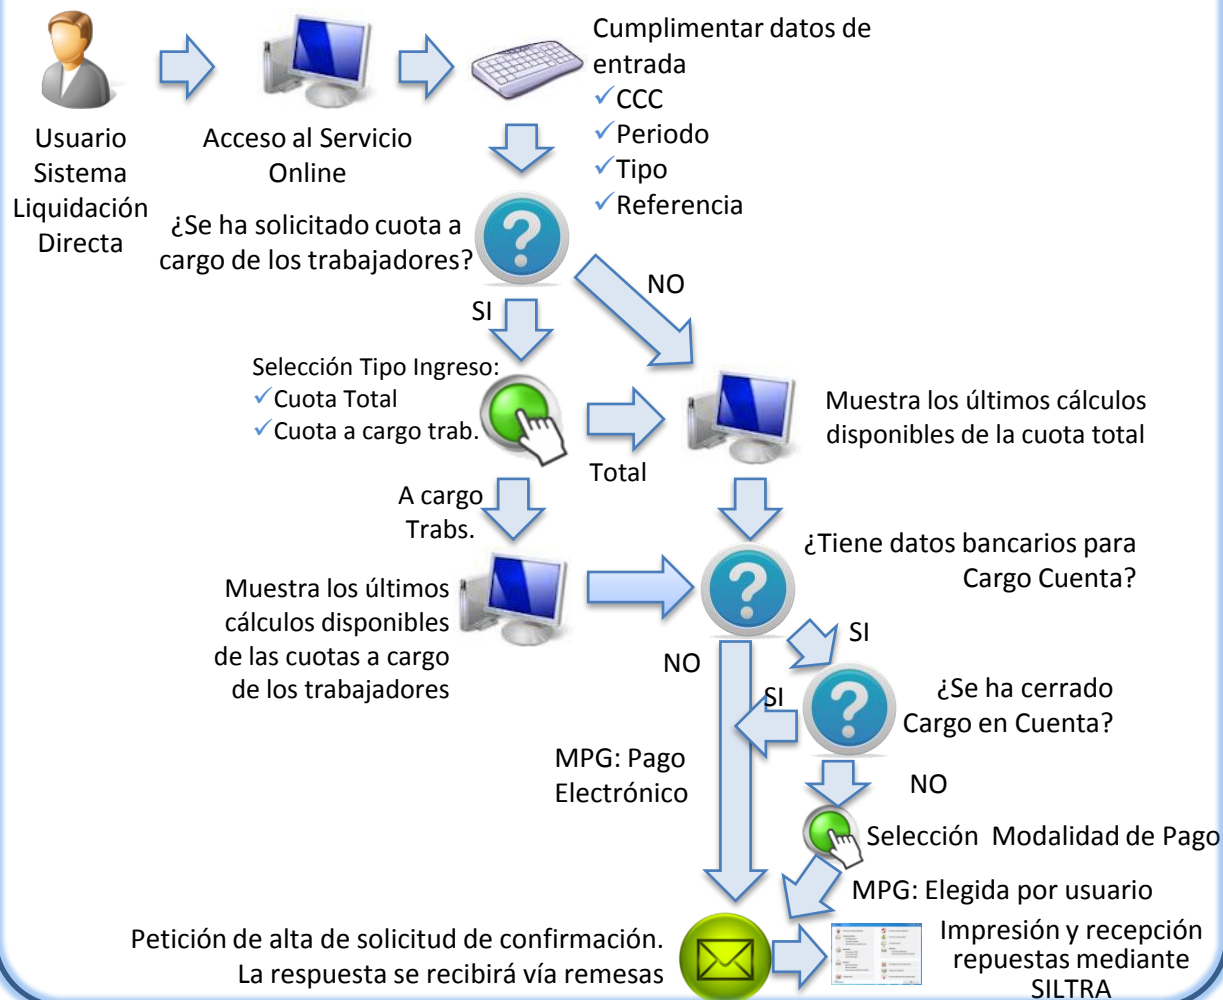 Cumplimentar datos de
entrada
CCC
Periodo
Tipo
Referencia
Usuario
Sistema
Liquidación
Directa
Acceso al Servicio
Online
¿Se ha solicitado cuota a
cargo de los trabajadores?
NO
SI
Selección Tipo Ingreso:
Cuota Total
Cuota a cargo trab.
Total
Muestra los últimos cálculos
disponibles de la cuota total
A cargo
Trabs.
Muestra los últimos
cálculos disponibles
de las cuotas a cargo
de los trabajadores
¿Tiene datos bancarios para
Cargo Cuenta?
SI
NO
SI
¿Se ha cerrado
Cargo en Cuenta?
MPG: Pago
Electrónico
NO
Selección Modalidad de Pago
MPG: Elegida por usuario
Petición de alta de solicitud de confirmación.
La respuesta se recibirá vía remesas
Impresión y recepción
repuestas mediante
SILTRA